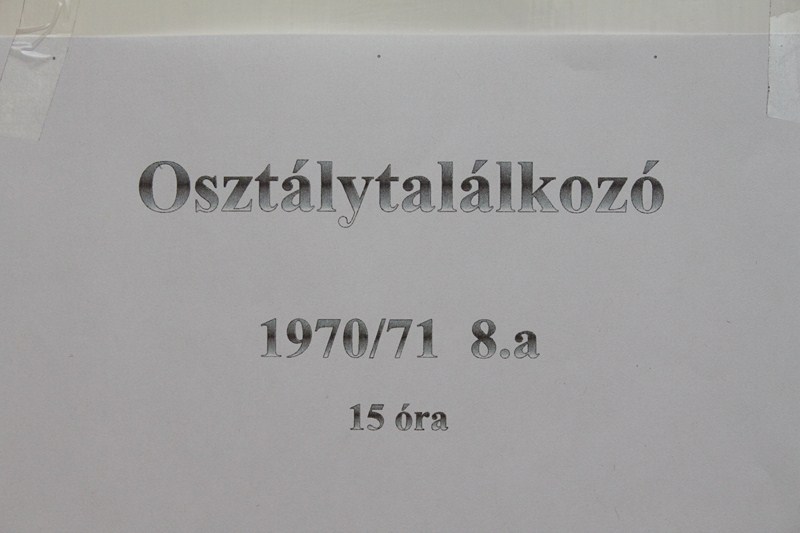 Osztálytalálkozó
1970/71 8.a
15 óra